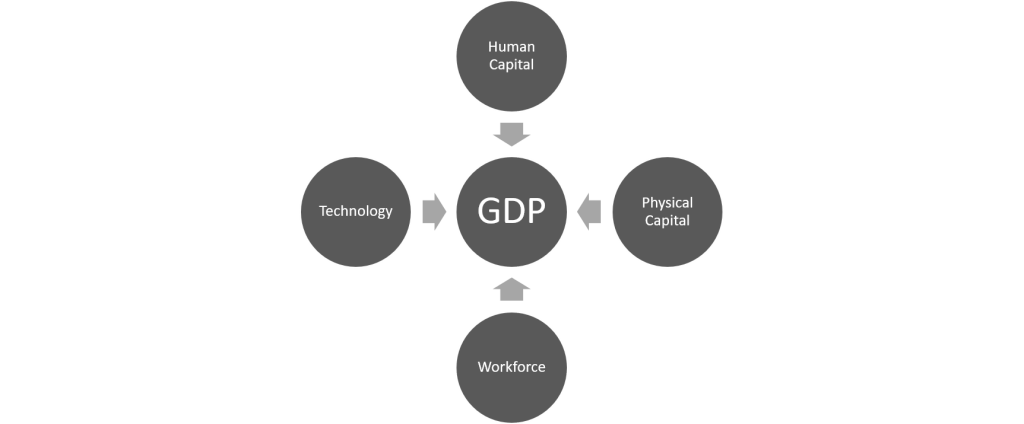 Human
Capital
Technology
GDP
Physical
Capital
Workforce